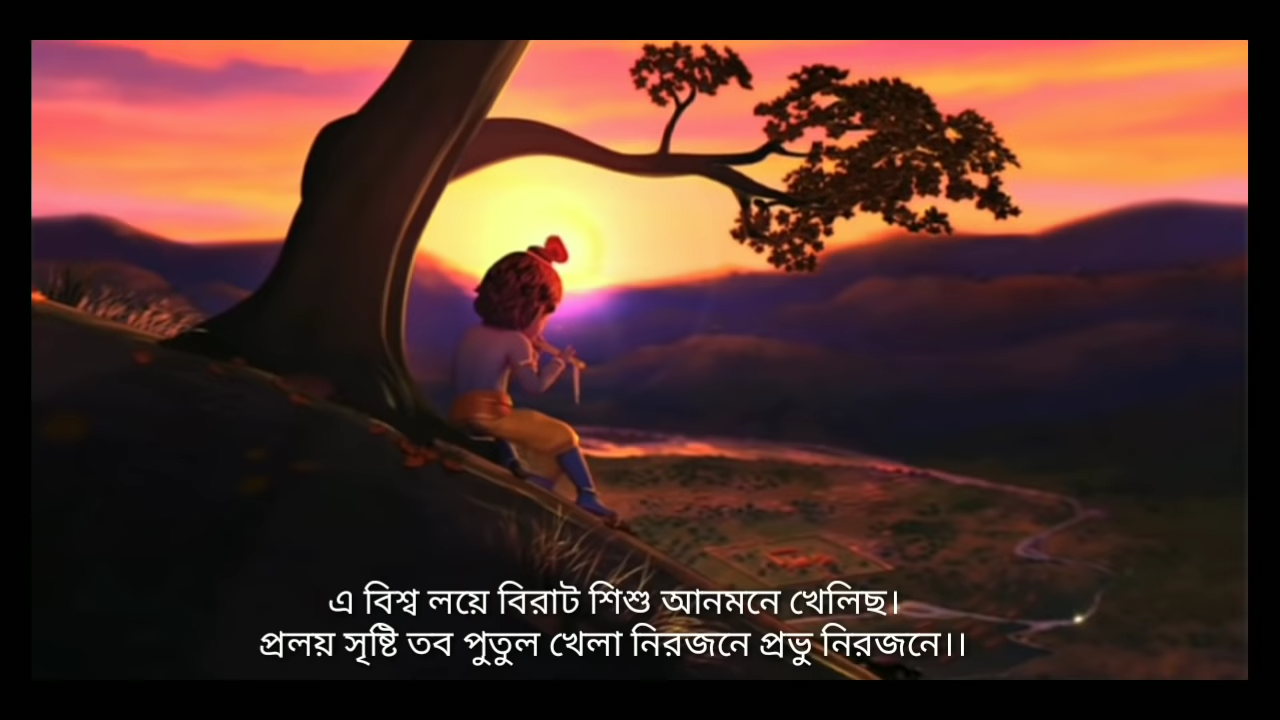 এ বিশ্ব লয়ে বিরাট শিশু আনমনে খেলিছ।
প্রলয় সৃষ্টি তব পুতুল খেলা নিরজনে প্রভু নিরজনে।।